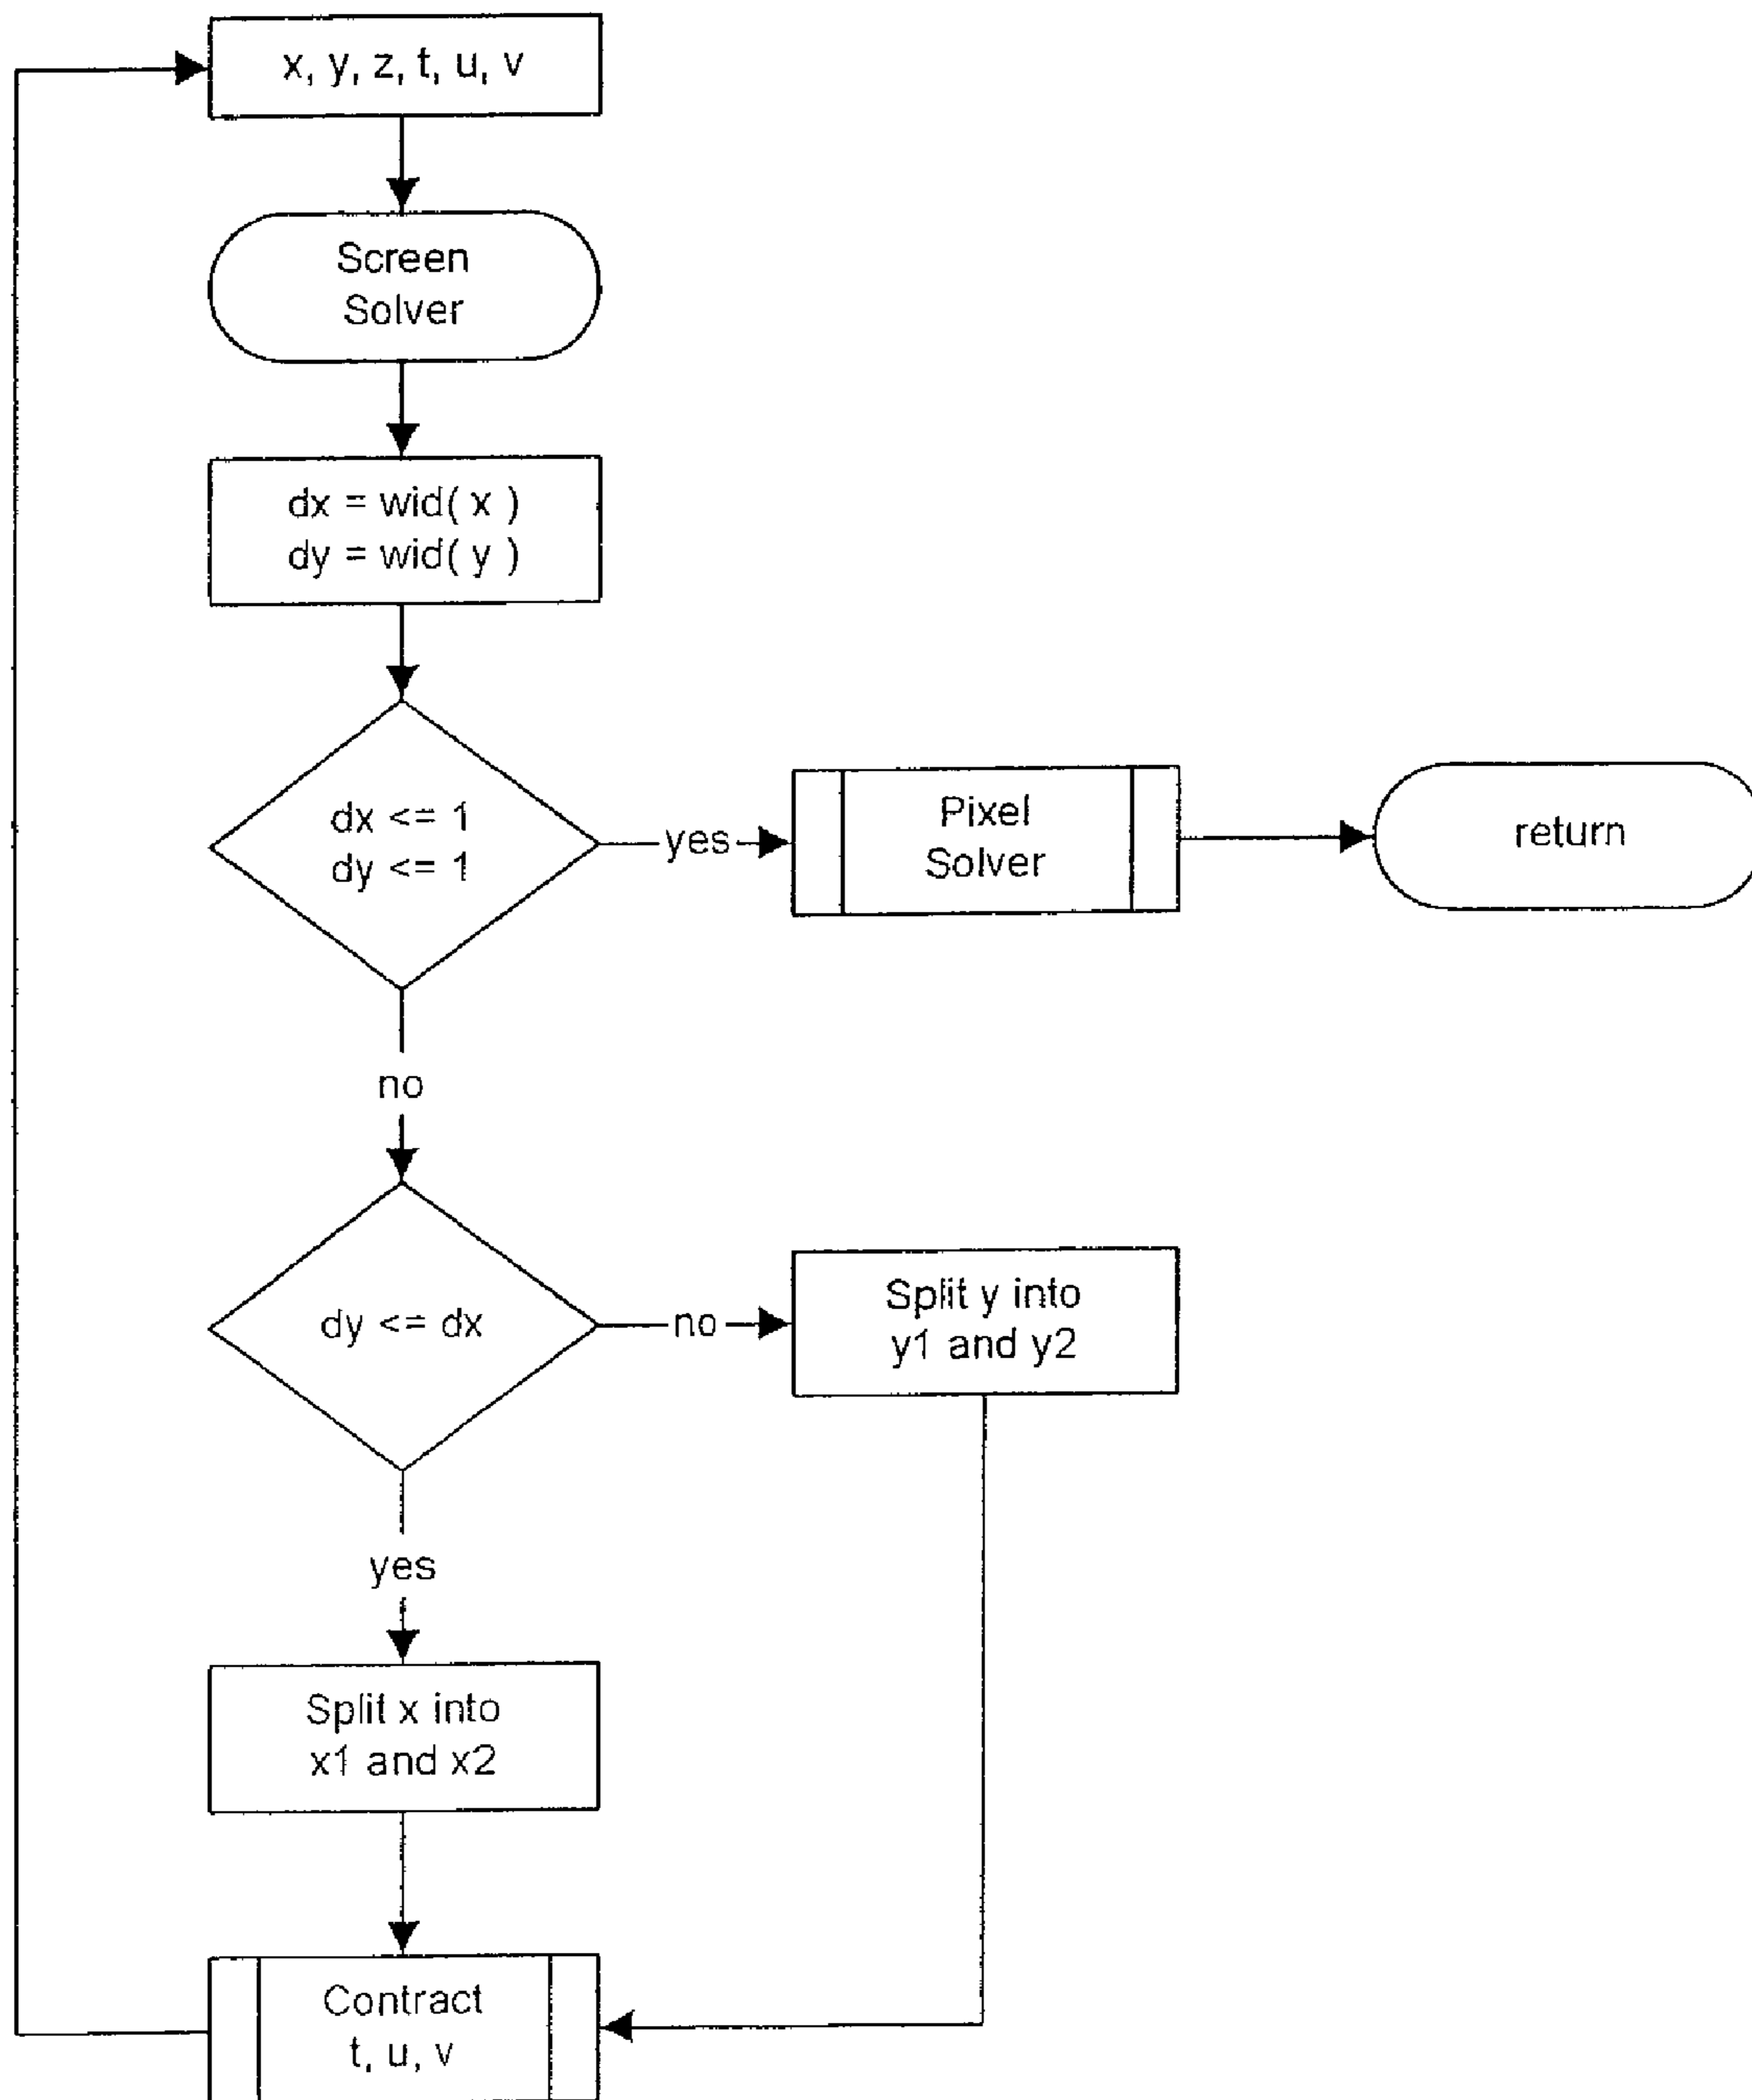 x, y, z, t, u, v
Screen
Solver
dx = wid( x )
dy = wid( y )
dx <= 1
dy <= 1
yes
Pixel
Solver
return
no
dy <= dx
no
Split y into
y1 and y2
yes
Split x into
x1 and x2
Contract
t, u, v